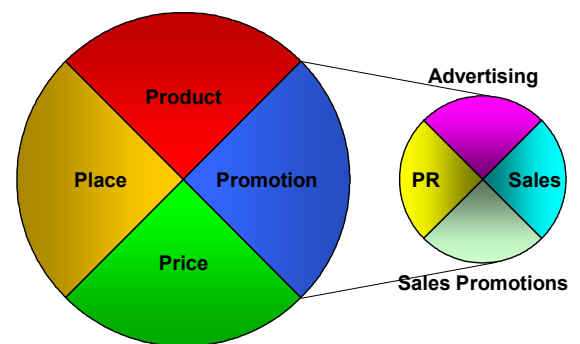 Product
Place
Promotion
Price
Advertising
PR
Sales
Sales Promotions